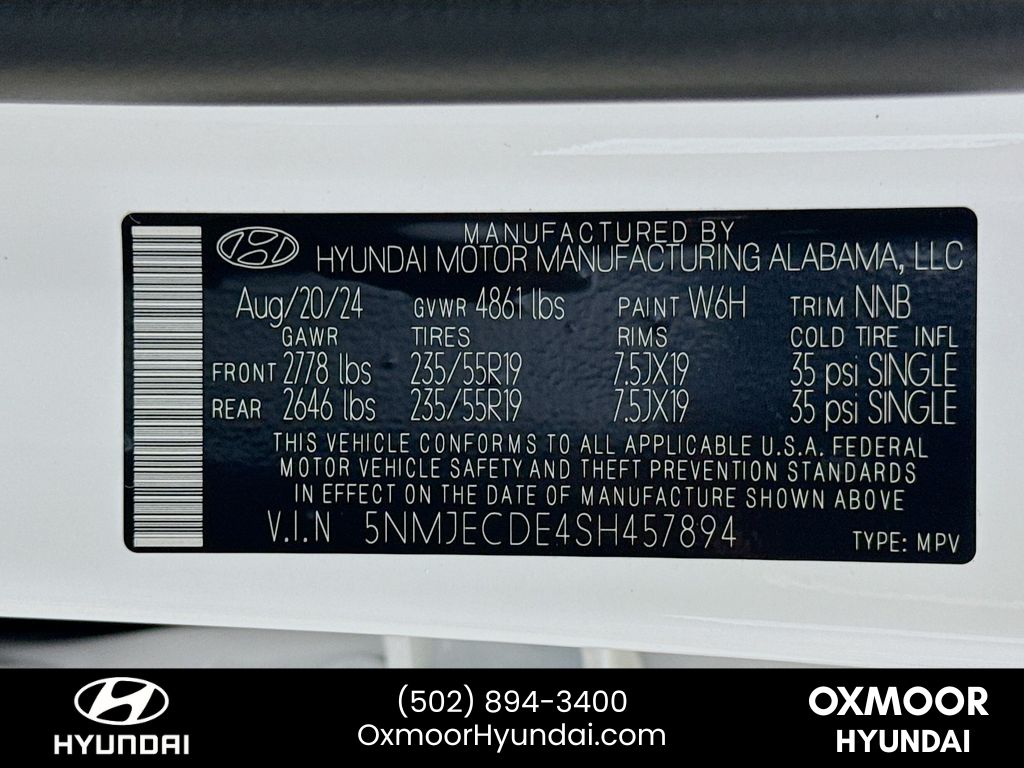 MANUFACTURED BY
HYUNDAI MOTOR MANUFACTURING ALABAMA, LLC
Aug/20/24 GVWR 4861 lbs PAINT W6H TRIM NNB
GAWR TIRES RIMS COLD TIRE INFL
FRONT 2778 lbs 235/55R19 7.5JX19 35 psi SINGLE
REAR 2646 lbs 235/55R19 7.5JX19 35 psi SINGLE
THIS VEHICLE CONFORMS TO ALL APPLICABLE U.S.A. FEDERAL
MOTOR VEHICLE SAFETY AND THEFT PREVENTION STANDARDS
IN EFFECT ON THE DATE OF MANUFACTURE SHOWN ABOVE
V.I.N 5NMJECDE4SH457894 TYPE: MPV
HYUNDAI
(502) 894-3400
OxmoorHyundai.com
OXMOOR
HYUNDAI